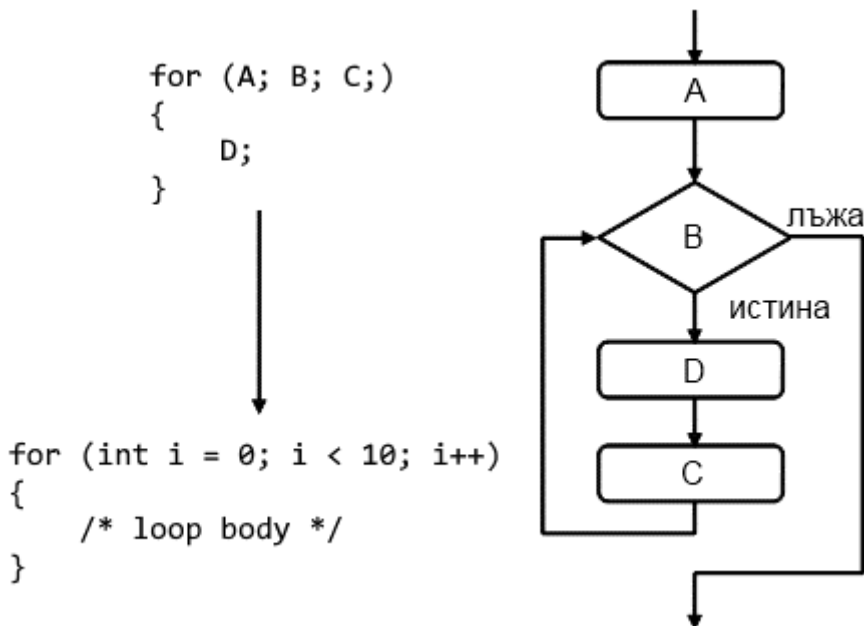 for (A; B; C;)
{
D;
}
for (int i = 0; i < 10; i++)
{
/* loop body */
}
A
B
лъжа
истина
D
C